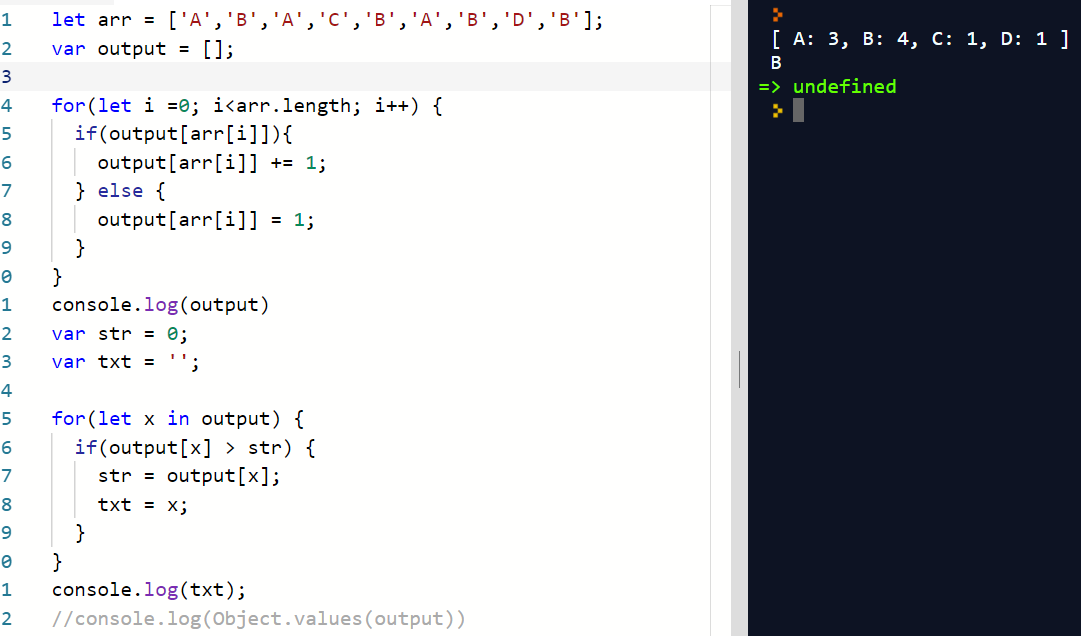 1 let arr = ['A','B','A','C','B','A','B','D','B'];
2 var output = [];
3
4 for(let i =0; i<arr.length; i++) {
5   if(output[arr[i]]){
6     output[arr[i]] += 1;
7   } else {
8     output[arr[i]] = 1;
9   }
0 }
1 console.log(output)
2 var str = 0;
3 var txt = '';
4
5 for(let x in output) {
6   if(output[x] > str) {
7     str = output[x];
8     txt = x;
9   }
0 }
1 console.log(txt);
2 //console.log(Object.values(output))
[ A: 3, B: 4, C: 1, D: 1 ]
B
=> undefined